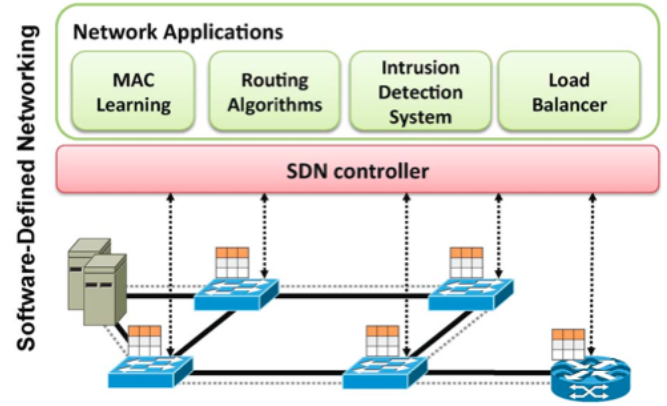 Software-Defined Networking
Network Applications
MAC
Learning
Routing
Algorithms
Intrusion
Detection
System
Load
Balancer
SDN controller